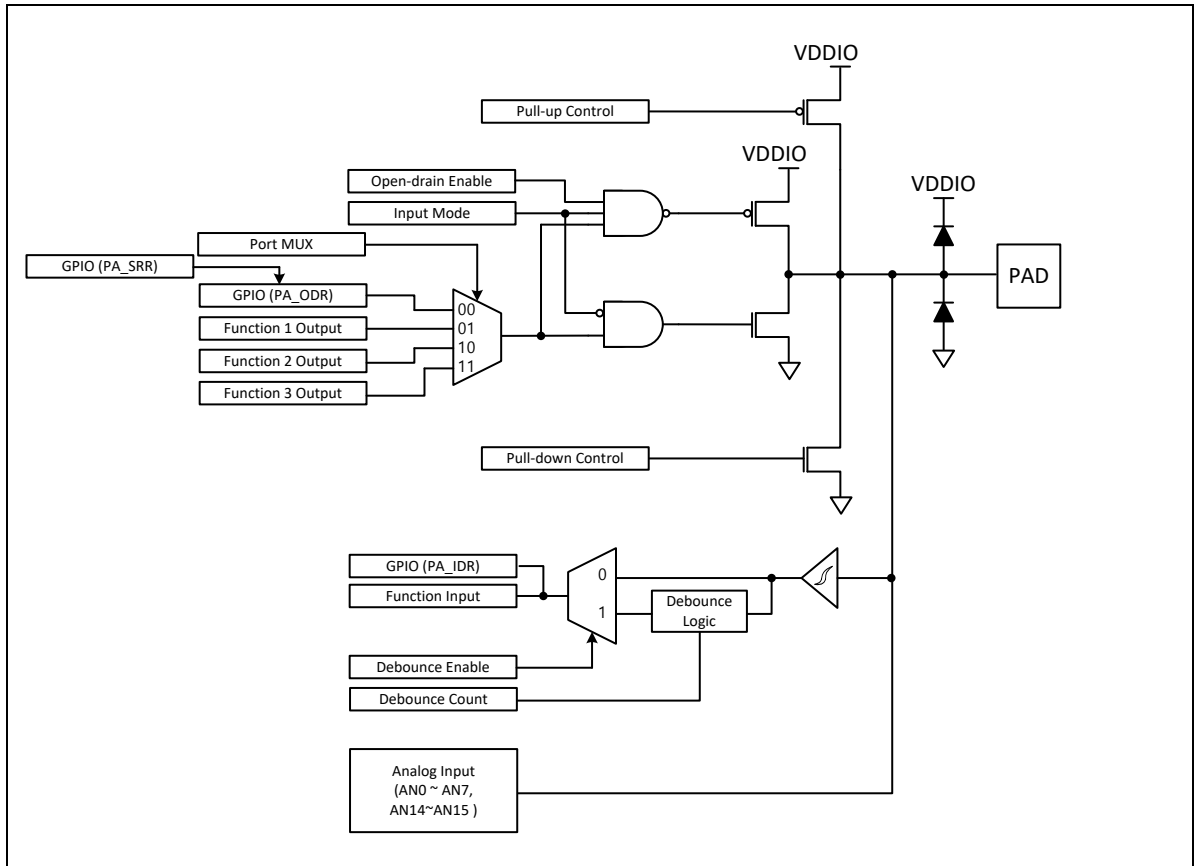 VDDIO
Pull-up Control
VDDIO
Open-drain Enable
VDDIO
Input Mode
Port MUX
GPIO (PA_SRR)
PAD
GPIO (PA_ODR)
00
Function 1 Output
01
Function 2 Output
10
11
Function 3 Output
Pull-down Control
GPIO (PA_IDR)
0
Function Input
Debounce
1
Logic
Debounce Enable
Debounce Count
Analog Input
(AN0 ~ AN7,
AN14~AN15 )